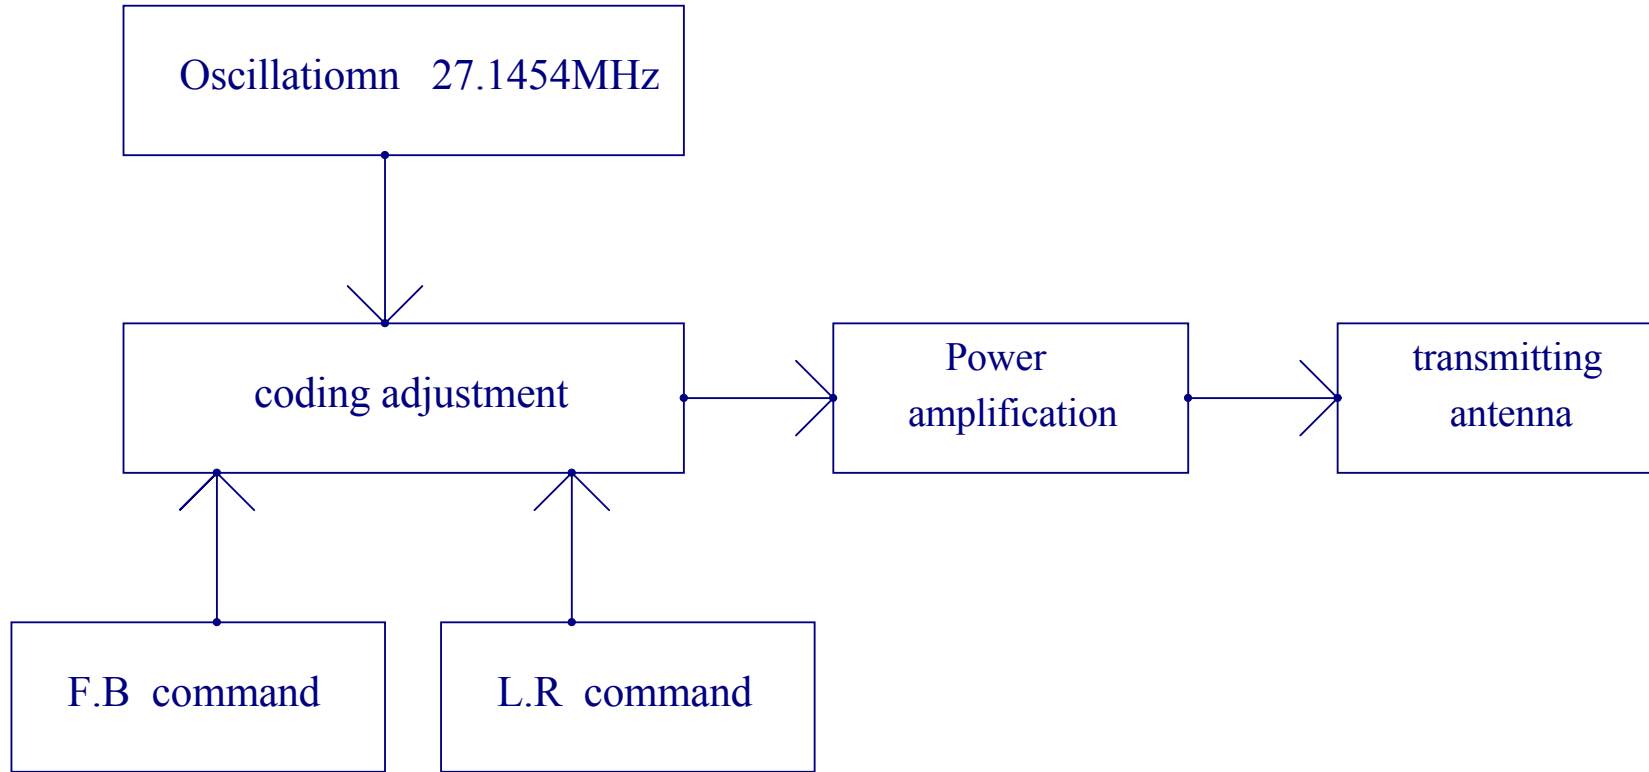 Oscillatiomn 27.1454MHz
coding adjustment
Power
amplification
transmitting
antenna
F.B command
L.R command